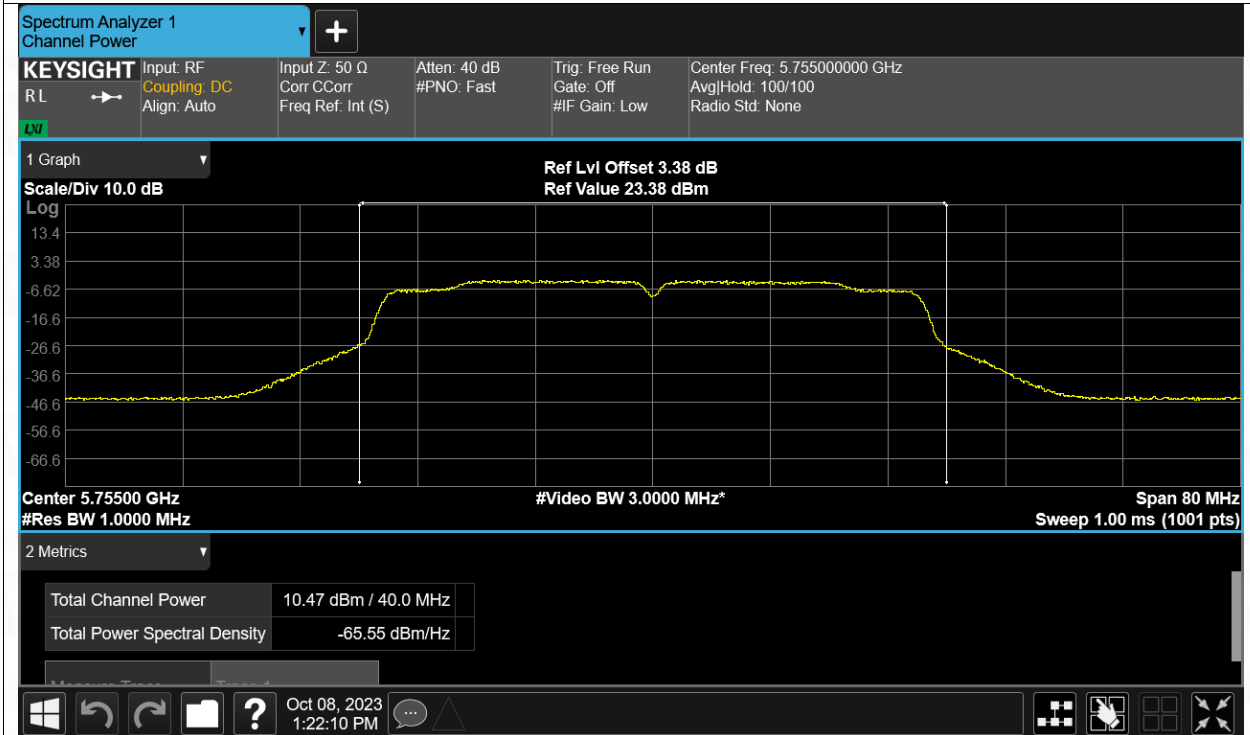 Spectrum Analyzer 1
Channel Power
KEYSIGHT
R L
LXI
Input: RF
Coupling: DC
Align: Auto
Input Z: 50 Ω
Corr CCorr
Freq Ref: Int (S)
Atten: 40 dB
#PNO: Fast
Trig: Free Run
Gate: Off
#IF Gain: Low
Center Freq: 5.755000000 GHz
Avg|Hold: 100/100
Radio Std: None
1 Graph
Scale/Div 10.0 dB
Ref Lvl Offset 3.38 dB
Ref Value 23.38 dBm
Log
13.4
3.38
-6.62
-16.6
-26.6
-36.6
-46.6
-56.6
-66.6
Center 5.75500 GHz
#Video BW 3.0000 MHz*
Span 80 MHz
#Res BW 1.0000 MHz
Sweep 1.00 ms (1001 pts)
2 Metrics
Total Channel Power 10.47 dBm / 40.0 MHz
Total Power Spectral Density -65.55 dBm/Hz
Measure Trace Trace 1
?
Oct 08, 2023
1:22:10 PM